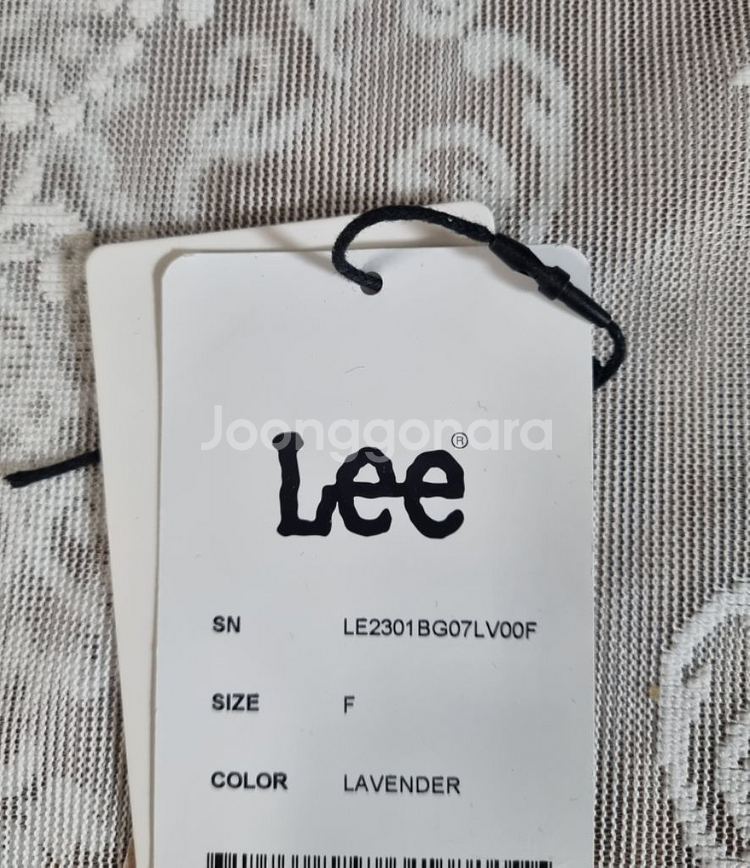 Joonggonara
Lee®
SN LE2301BG07LV00F
SIZE F
COLOR LAVENDER